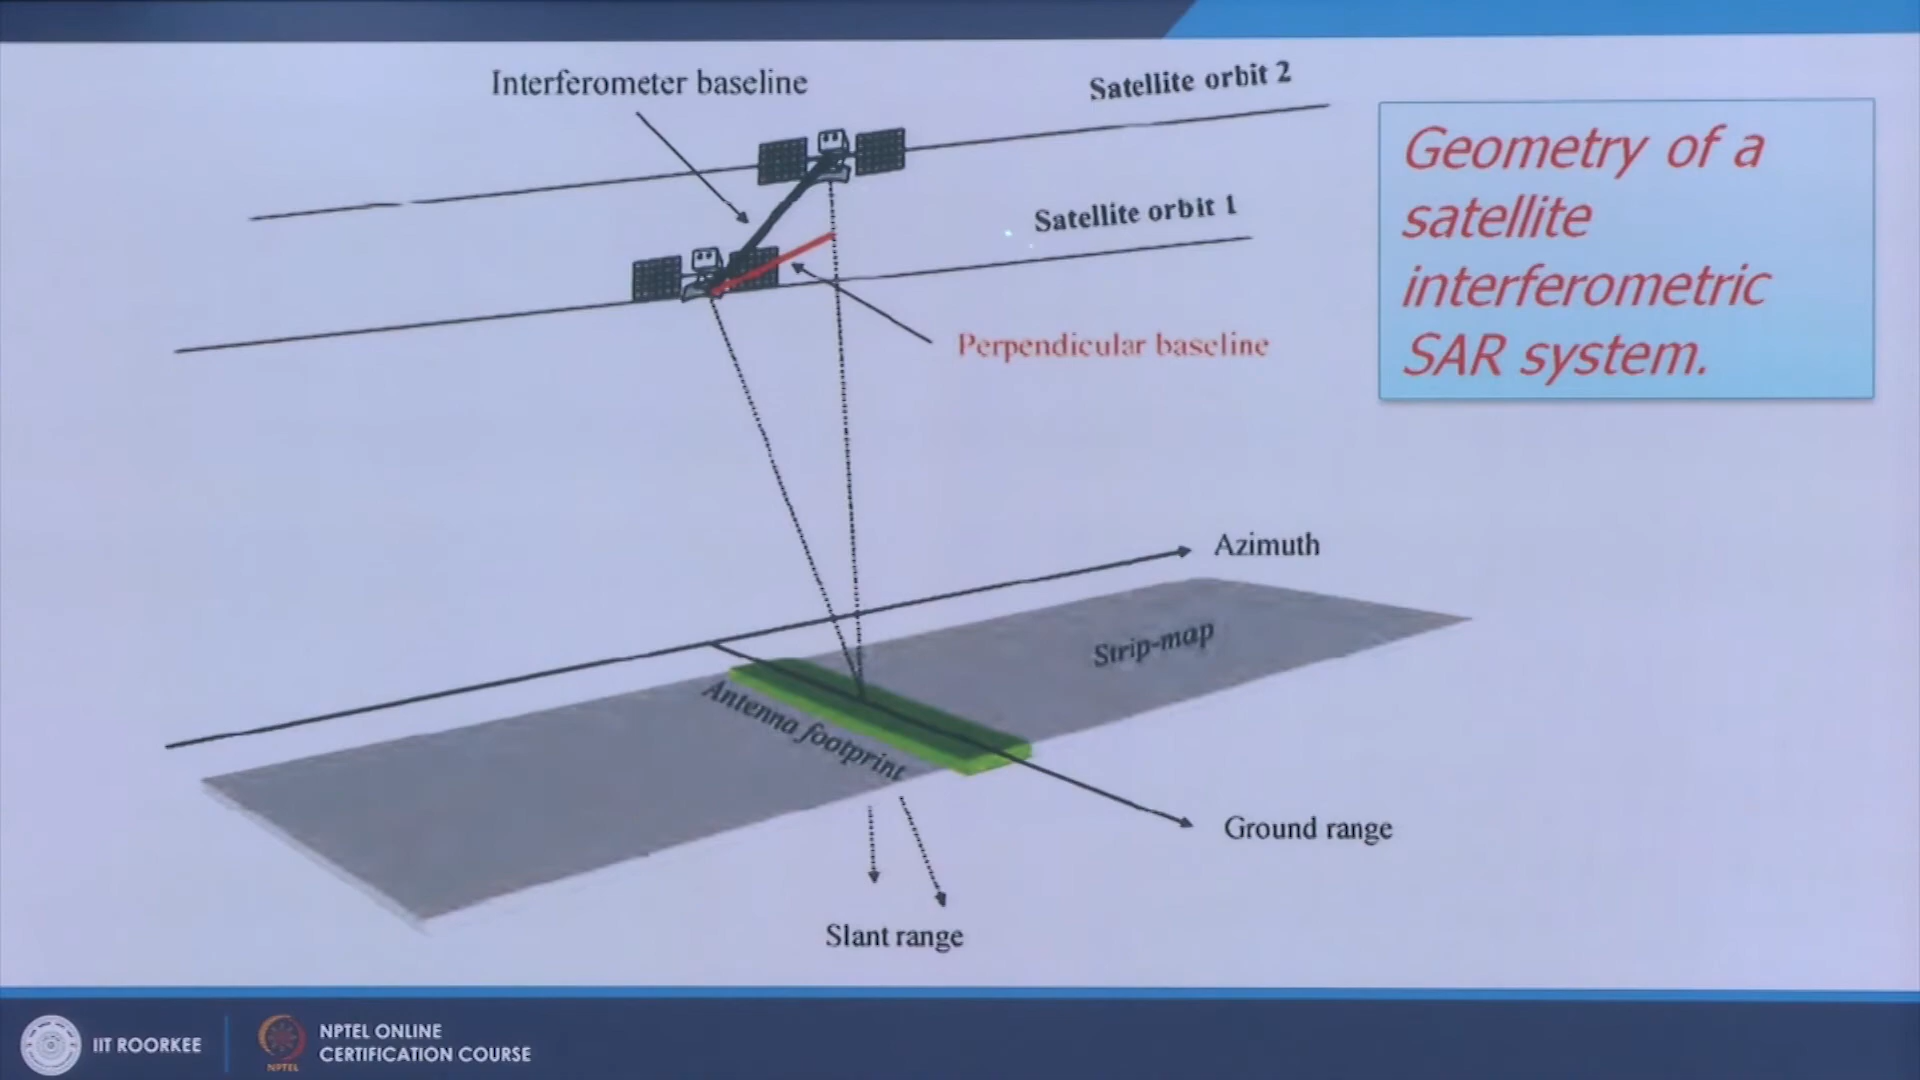 Interferometer baseline
Satellite orbit 2
Satellite orbit 1
Perpendicular baseline
Geometry of a
satellite
interferometric
SAR system.
Azimuth
Strip-map
Antenna footprint
Ground range
Slant range
IIT ROORKEE
NPTEL
NPTEL ONLINE
CERTIFICATION COURSE